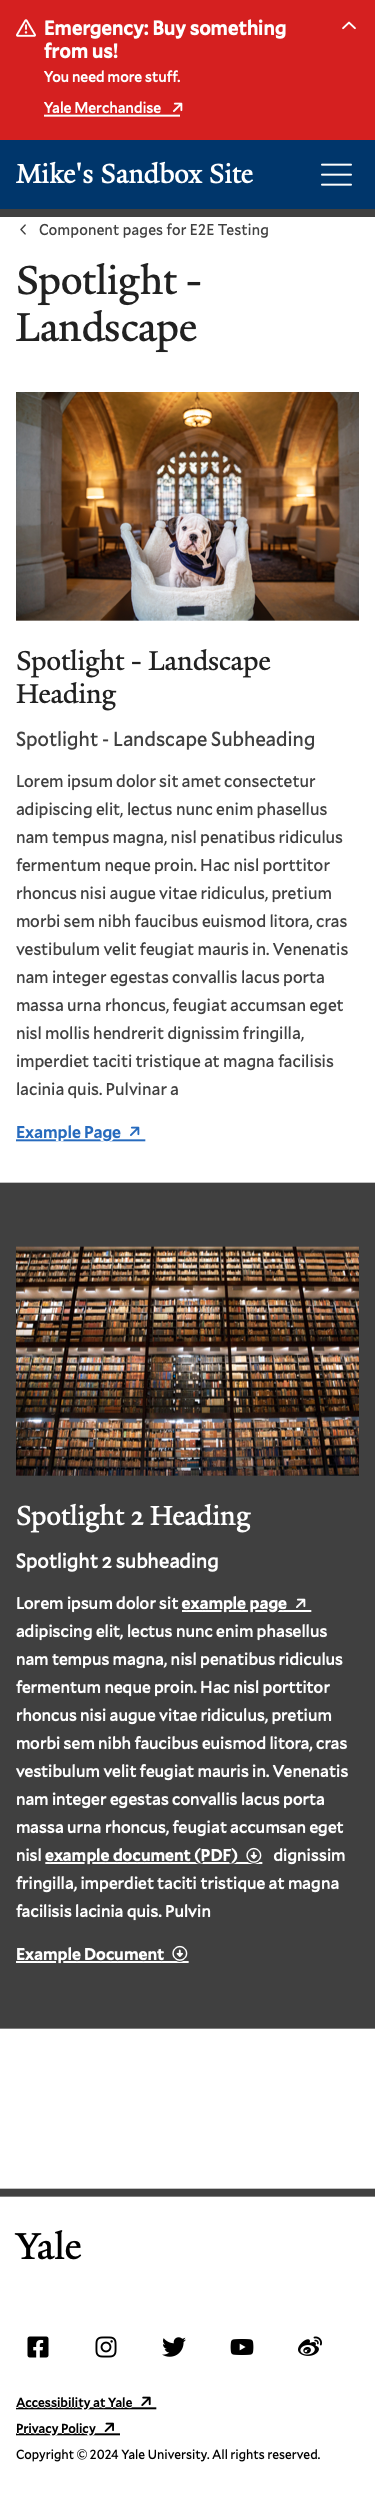 Emergency: Buy something
from us!
You need more stuff.
Yale Merchandise
Mike's Sandbox Site
Component pages for E2E Testing
Spotlight -
Landscape
Spotlight - Landscape
Heading
Spotlight - Landscape Subheading
Lorem ipsum dolor sit amet consectetur
adipiscing elit, lectus nunc enim phasellus
nam tempus magna, nisl penatibus ridiculus
fermentum neque proin. Hac nisl porttitor
rhoncus nisi augue vitae ridiculus, pretium
morbi sem nibh faucibus euismod litora, cras
vestibulum velit feugiat mauris in. Venenatis
nam integer egestas convallis lacus porta
massa urna rhoncus, feugiat accumsan eget
nisl mollis hendrerit dignissim fringilla,
imperdiet taciti tristique at magna facilisis
lacinia quis. Pulvinar a
Example Page
Spotlight 2 Heading
Spotlight 2 subheading
Lorem ipsum dolor sit example page
adipiscing elit, lectus nunc enim phasellus
nam tempus magna, nisl penatibus ridiculus
fermentum neque proin. Hac nisl porttitor
rhoncus nisi augue vitae ridiculus, pretium
morbi sem nibh faucibus euismod litora, cras
vestibulum velit feugiat mauris in. Venenatis
nam integer egestas convallis lacus porta
massa urna rhoncus, feugiat accumsan eget
nisl example document (PDF) dignissim
fringilla, imperdiet taciti tristique at magna
facilisis lacinia quis. Pulvin
Example Document
Yale
Accessibility at Yale
Privacy Policy
Copyright © 2024 Yale University. All rights reserved.